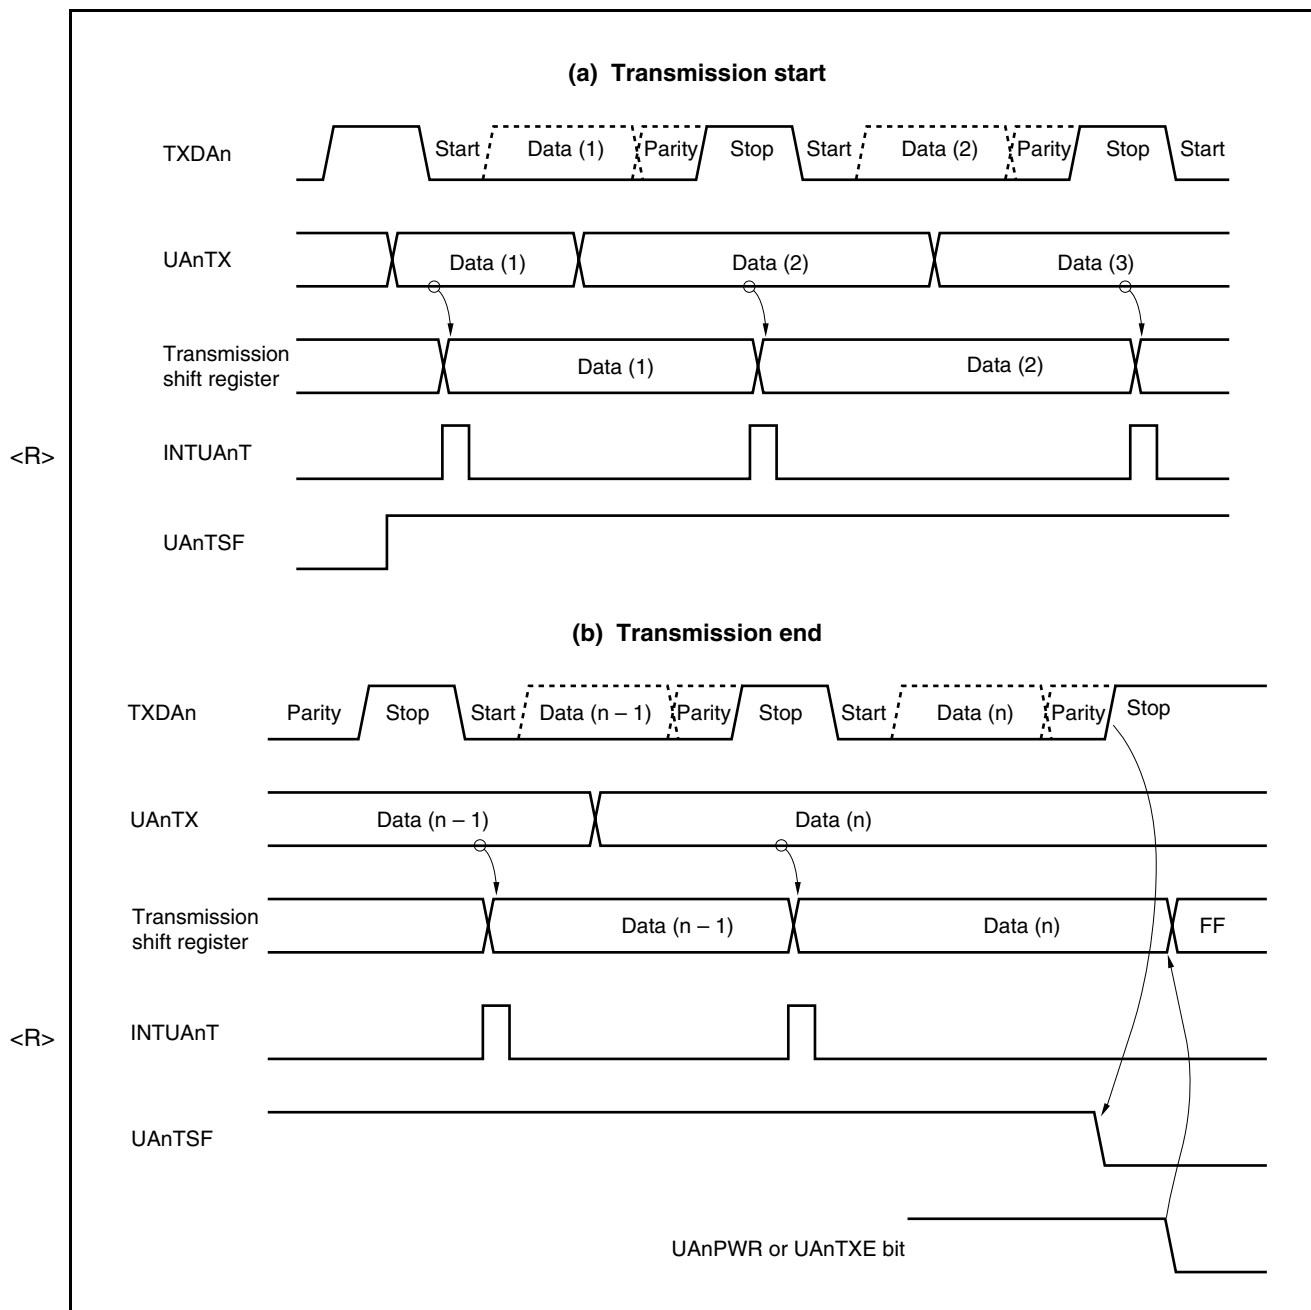 (a) Transmission start
TXDAn Start Data (1) Parity Stop Start Data (2) Parity Stop Start
UAnTX Data (1) Data (2) Data (3)
Transmission
shift register Data (1) Data (2)
<R> INTUAnT
UAnTSF
(b) Transmission end
TXDAn Parity Stop Start Data (n – 1) Parity Stop Start Data (n) Parity Stop
UAnTX Data (n – 1) Data (n)
Transmission
shift register Data (n – 1) Data (n) FF
<R> INTUAnT
UAnTSF
UAnPWR or UAnTXE bit